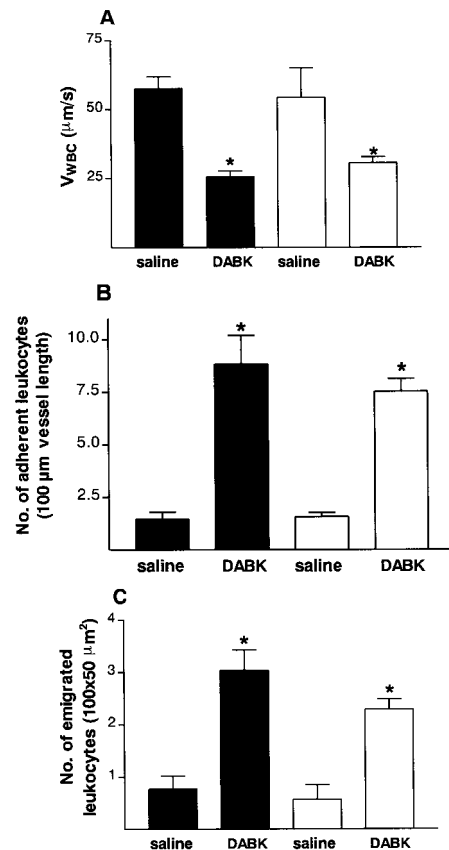 A
V_WBC (μm/s)
75
50
25
* *
saline DABK saline DABK
B
No. of adherent leukocytes
(100 μm vessel length)
10.0
7.5
5.0
2.5
* *
saline DABK saline DABK
C
No. of emigrated
leukocytes (100x50 μm²)
4
3
2
1
* *
saline DABK saline DABK